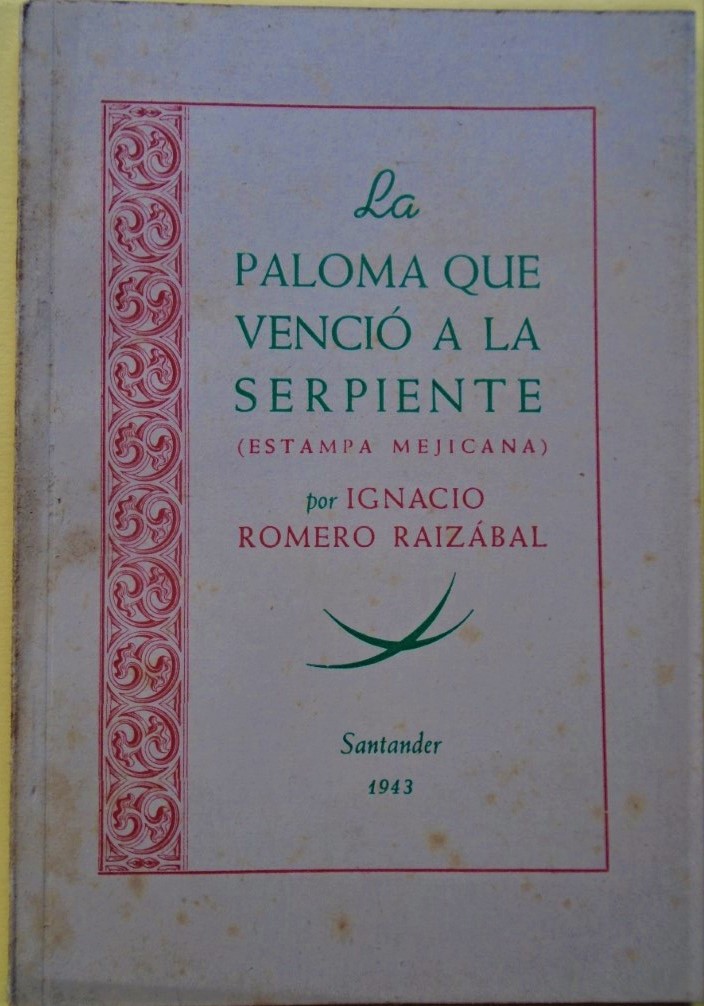 La
PALOMA QUE
VENCIÓ A LA
SERPIENTE
(ESTAMPA MEJICANA)
por IGNACIO
ROMERO RAIZÁBAL
Santander
1943